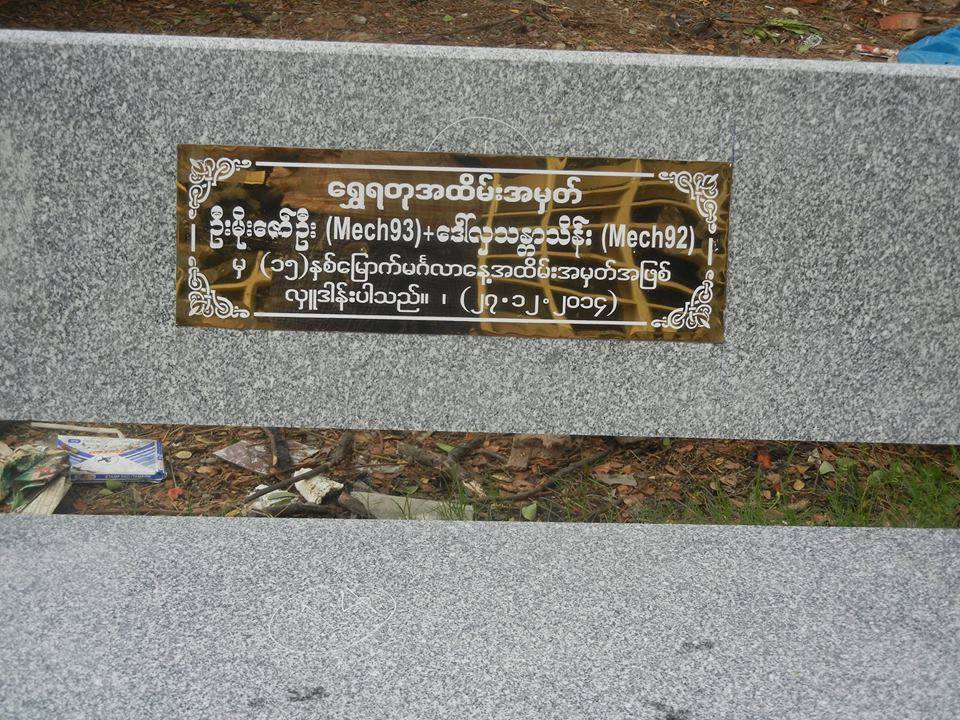 ရွှေရတုအထိမ်းအမှတ်
ဦးမိုးဇော်ဦး (Mech93)+ဒေါ်လှသန္တာသိန်း (Mech92)
မှ (၁၅)နှစ်မြောက်မင်္ဂလာနေ့အထိမ်းအမှတ်အဖြစ်
လှူဒါန်းပါသည်။ ၊ (၂၇.၁၂.၂၀၁၄)